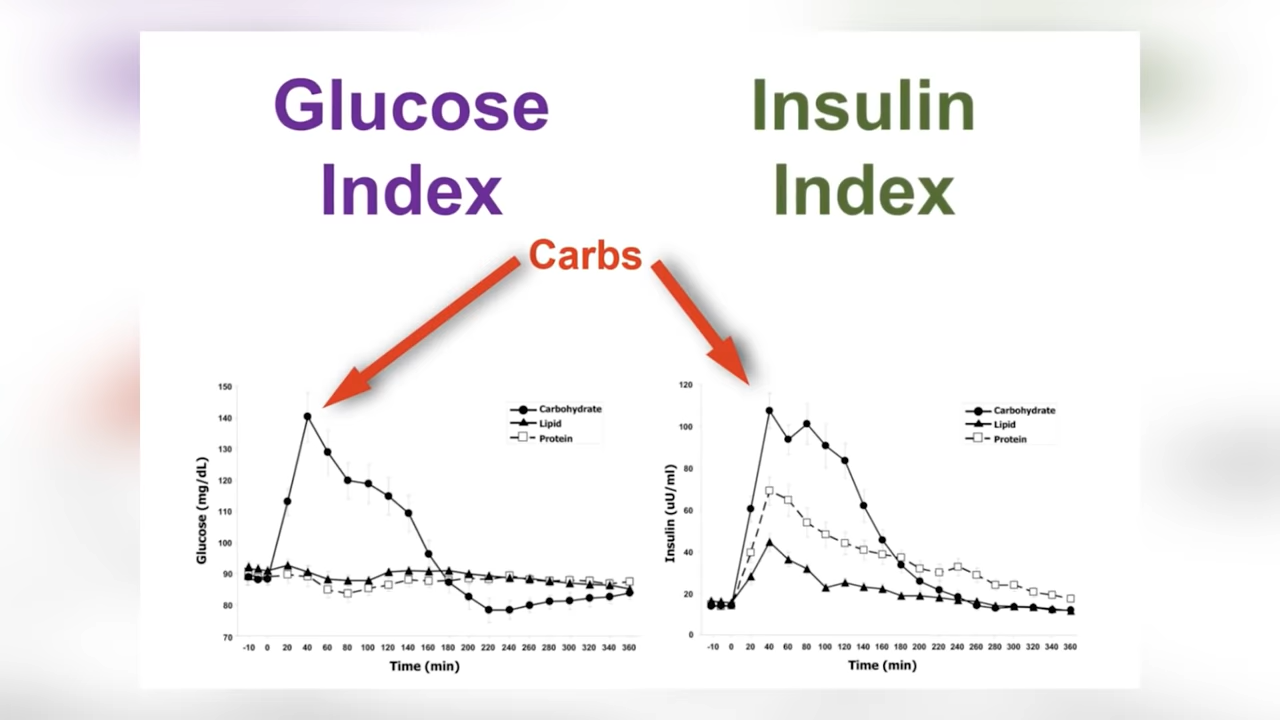 Glucose
Index
Insulin
Index
Carbs
150
140
130
120
110
100
90
80
70
Glucose (mg/dL)
Carbohydrate
Lipid
Protein
-10 0 20 40 60 80 100 120 140 160 180 200 220 240 260 280 300 320 340 360
Time (min)
120
100
80
60
40
20
0
Insulin (uU/ml)
Carbohydrate
Lipid
Protein
-10 0 20 40 60 80 100 120 140 160 180 200 220 240 260 280 300 320 340 360
Time (min)